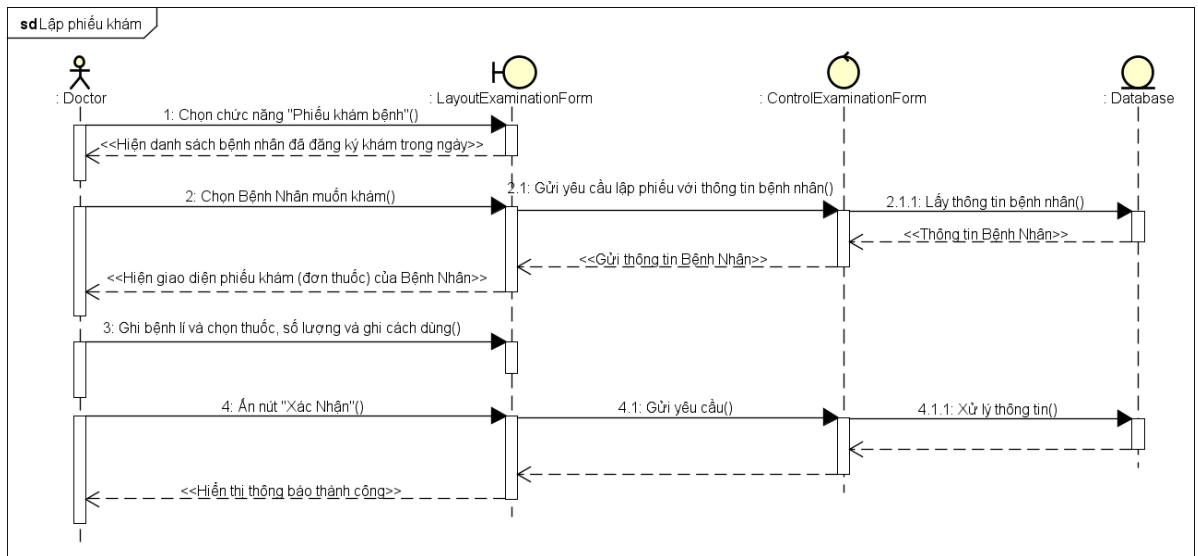 sd Lập phiếu khám
: Doctor
: LayoutExaminationForm
: ControlExaminationForm
: Database
1: Chọn chức năng "Phiếu khám bệnh"()
<<Hiện danh sách bệnh nhân đã đăng ký khám trong ngày>>
2: Chọn Bệnh Nhân muốn khám()
2.1: Gửi yêu cầu lập phiếu với thông tin bệnh nhân()
2.1.1: Lấy thông tin bệnh nhân()
<<Thông tin Bệnh Nhân>>
<<Gửi thông tin Bệnh Nhân>>
<<Hiện giao diện phiếu khám (đơn thuốc) của Bệnh Nhân>>
3: Ghi bệnh lí và chọn thuốc, số lượng và ghi cách dùng()
4: Ấn nút "Xác Nhận"()
4.1: Gửi yêu cầu()
4.1.1: Xử lý thông tin()
<<Hiển thị thông báo thành công>>